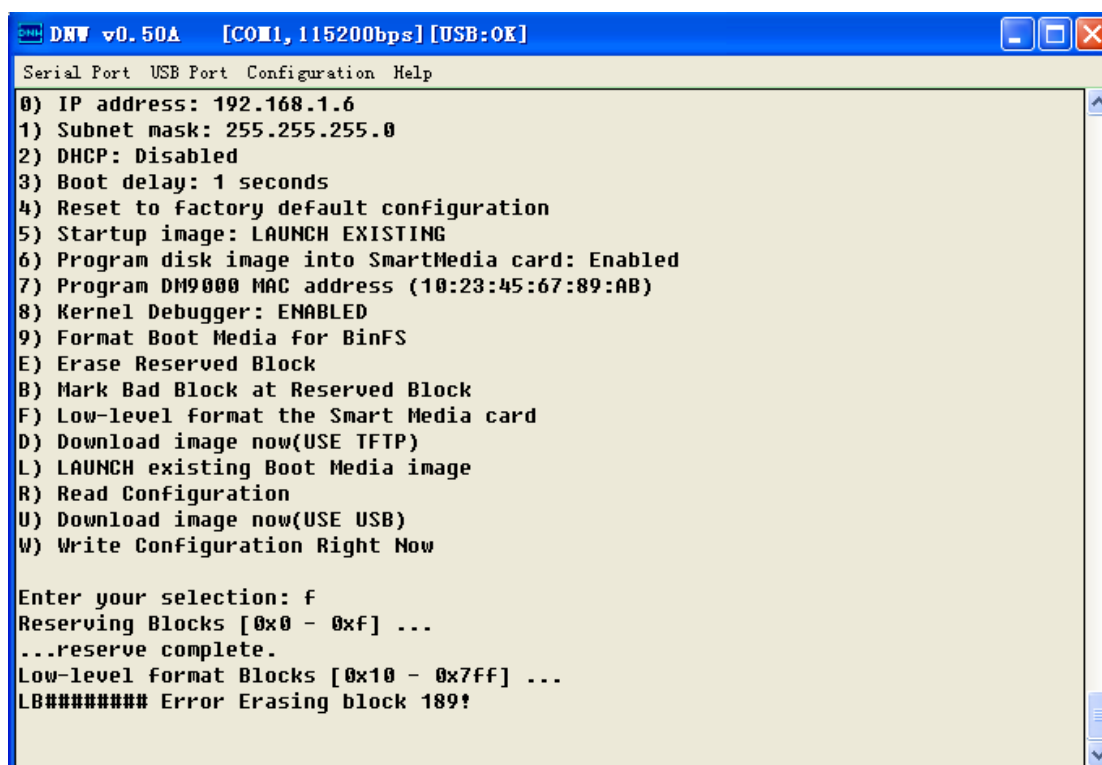 DNW v0.50A [COM1,115200bps][USB:OK]
Serial Port USB Port Configuration Help
0) IP address: 192.168.1.6
1) Subnet mask: 255.255.255.0
2) DHCP: Disabled
3) Boot delay: 1 seconds
4) Reset to factory default configuration
5) Startup image: LAUNCH EXISTING
6) Program disk image into SmartMedia card: Enabled
7) Program DM9000 MAC address (10:23:45:67:89:AB)
8) Kernel Debugger: ENABLED
9) Format Boot Media for BinFS
E) Erase Reserved Block
B) Mark Bad Block at Reserved Block
F) Low-level format the Smart Media card
D) Download image now(USE TFTP)
L) LAUNCH existing Boot Media image
R) Read Configuration
U) Download image now(USE USB)
W) Write Configuration Right Now
Enter your selection: f
Reserving Blocks [0x0 - 0xf] ...
...reserve complete.
Low-level format Blocks [0x10 - 0x7ff] ...
LB######## Error Erasing block 189!